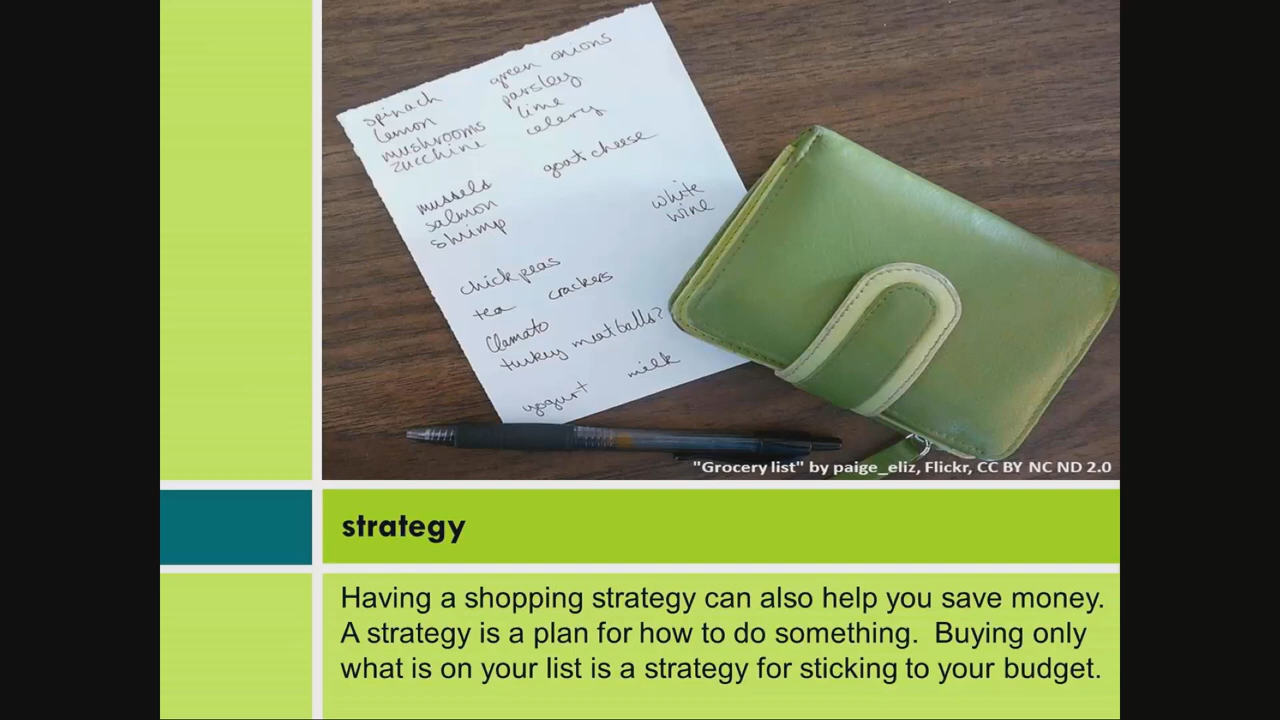 green onions
spinach parsley
lemon lime
mushrooms celery
zucchini
goat cheese
mussels
salmon white
shrimp wine
chickpeas
tea crackers
Clamato
turkey meatballs?
yogurt milk
"Grocery list" by paige_eliz, Flickr, CC BY NC ND 2.0
strategy
Having a shopping strategy can also help you save money.
A strategy is a plan for how to do something. Buying only
what is on your list is a strategy for sticking to your budget.